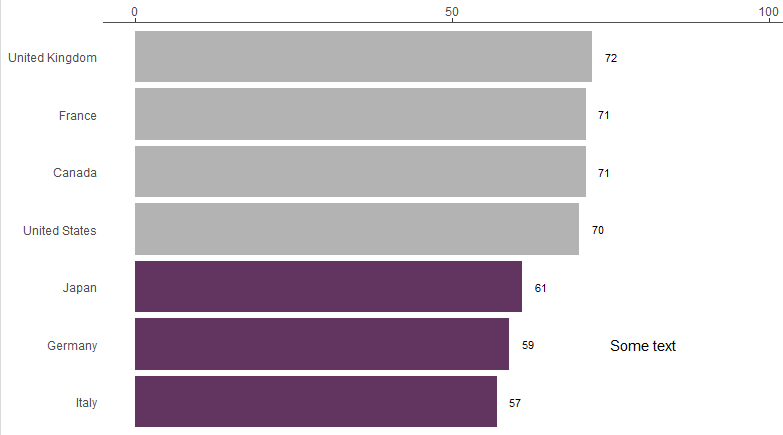 0 50 100
United Kingdom 72
France 71
Canada 71
United States 70
Japan 61
Germany 59 Some text
Italy 57